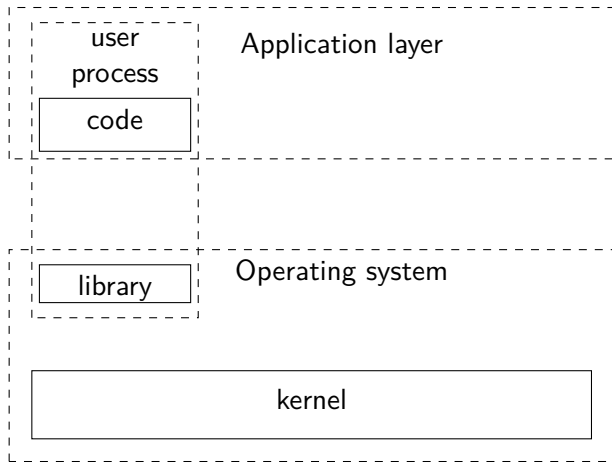 user
process
Application layer
code
library
Operating system
kernel